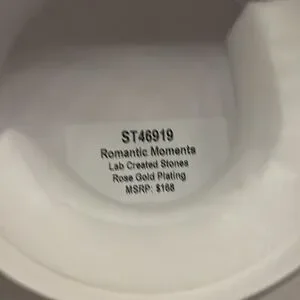 ST46919
Romantic Moments
Lab Created Stones
Rose Gold Plating
MSRP: $168